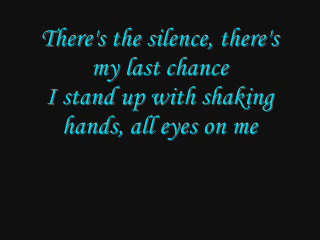 There's the silence, there's
my last chance
I stand up with shaking
hands, all eyes on me